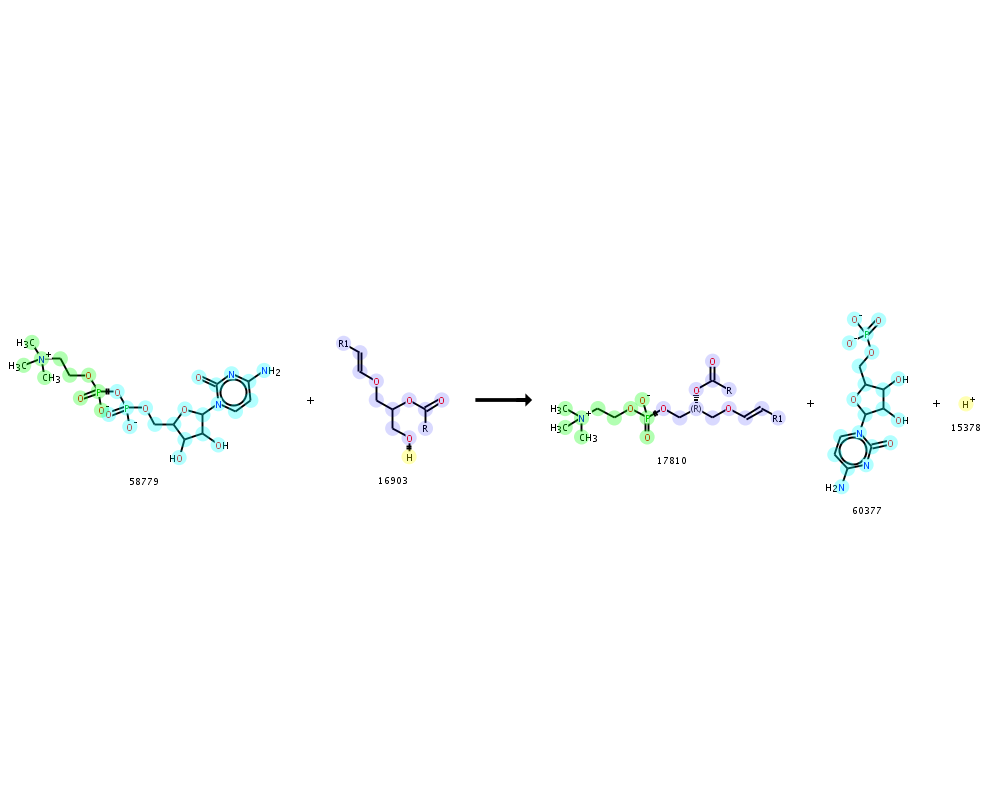 H3C
H3C
N+
CH3
O
P
O
O-
O
P
O
O-
O
O
HO
OH
N
O
N
NH2
58779
+
R1
O
O
O
R
O
H
16903
H3C
H3C
N+
CH3
O
O-
P
O
O
R
O
O
R
O
R1
17810
+
O-
O
P
O-
O
O
OH
OH
N
O
N
H2N
60377
+
H+
15378